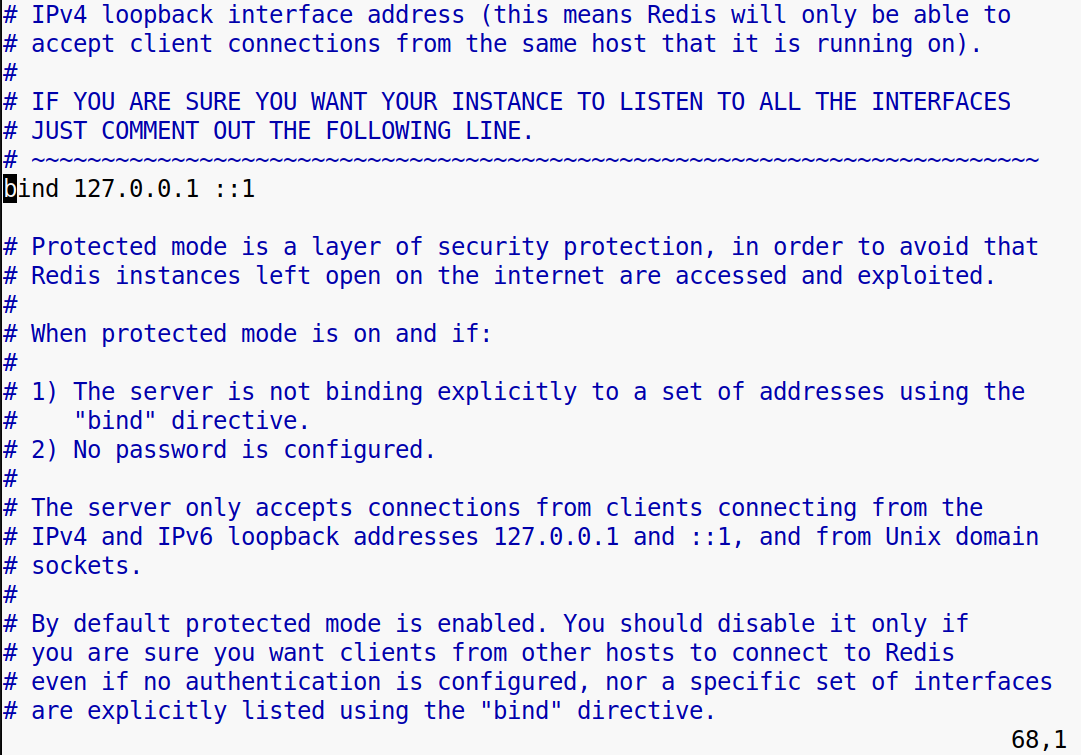 # IPv4 loopback interface address (this means Redis will only be able to
# accept client connections from the same host that it is running on).
#
# IF YOU ARE SURE YOU WANT YOUR INSTANCE TO LISTEN TO ALL THE INTERFACES
# JUST COMMENT OUT THE FOLLOWING LINE.
# ~~~~~~~~~~~~~~~~~~~~~~~~~~~~~~~~~~~~~~~~~~~~~~~~~~~~~~~~~~~~~~~~~~~~~~~~
bind 127.0.0.1 ::1
# Protected mode is a layer of security protection, in order to avoid that
# Redis instances left open on the internet are accessed and exploited.
#
# When protected mode is on and if:
#
# 1) The server is not binding explicitly to a set of addresses using the
#    "bind" directive.
# 2) No password is configured.
#
# The server only accepts connections from clients connecting from the
# IPv4 and IPv6 loopback addresses 127.0.0.1 and ::1, and from Unix domain
# sockets.
#
# By default protected mode is enabled. You should disable it only if
# you are sure you want clients from other hosts to connect to Redis
# even if no authentication is configured, nor a specific set of interfaces
# are explicitly listed using the "bind" directive.
68,1